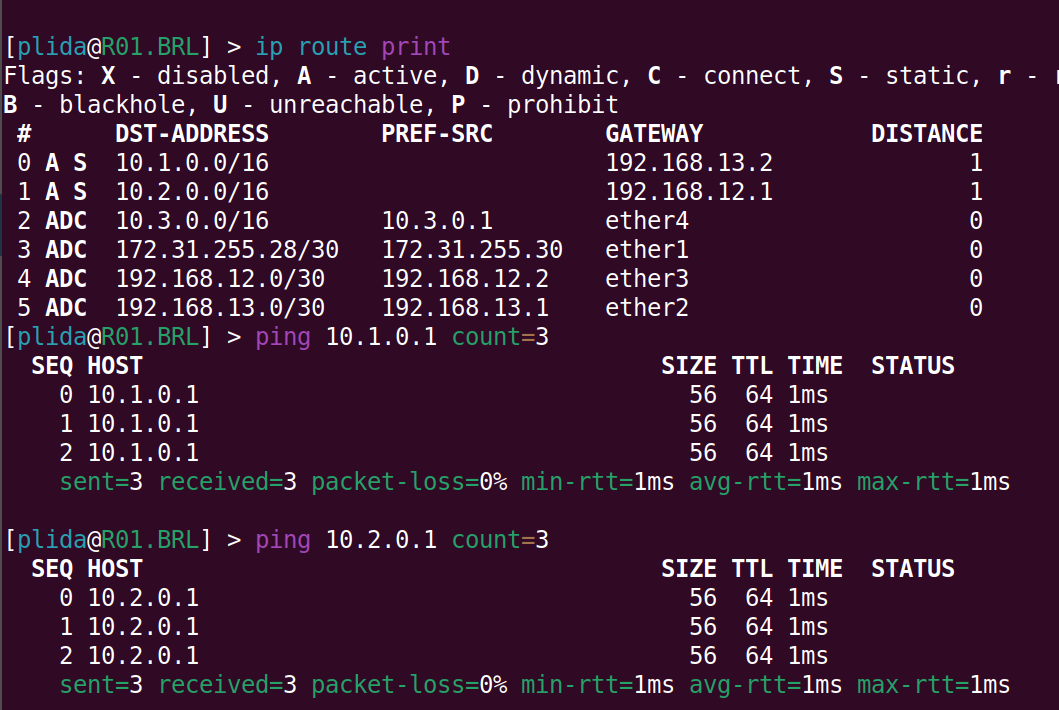 [plida@R01.BRL] > ip route print
Flags: X - disabled, A - active, D - dynamic, C - connect, S - static, r -
B - blackhole, U - unreachable, P - prohibit
 #      DST-ADDRESS        PREF-SRC        GATEWAY            DISTANCE
 0 A S  10.1.0.0/16                        192.168.13.2              1
 1 A S  10.2.0.0/16                        192.168.12.1              1
 2 ADC  10.3.0.0/16        10.3.0.1        ether4                    0
 3 ADC  172.31.255.28/30   172.31.255.30   ether1                    0
 4 ADC  192.168.12.0/30    192.168.12.2    ether3                    0
 5 ADC  192.168.13.0/30    192.168.13.1    ether2                    0
[plida@R01.BRL] > ping 10.1.0.1 count=3
  SEQ HOST                                     SIZE TTL TIME  STATUS
    0 10.1.0.1                                   56  64 1ms
    1 10.1.0.1                                   56  64 1ms
    2 10.1.0.1                                   56  64 1ms
    sent=3 received=3 packet-loss=0% min-rtt=1ms avg-rtt=1ms max-rtt=1ms
[plida@R01.BRL] > ping 10.2.0.1 count=3
  SEQ HOST                                     SIZE TTL TIME  STATUS
    0 10.2.0.1                                   56  64 1ms
    1 10.2.0.1                                   56  64 1ms
    2 10.2.0.1                                   56  64 1ms
    sent=3 received=3 packet-loss=0% min-rtt=1ms avg-rtt=1ms max-rtt=1ms